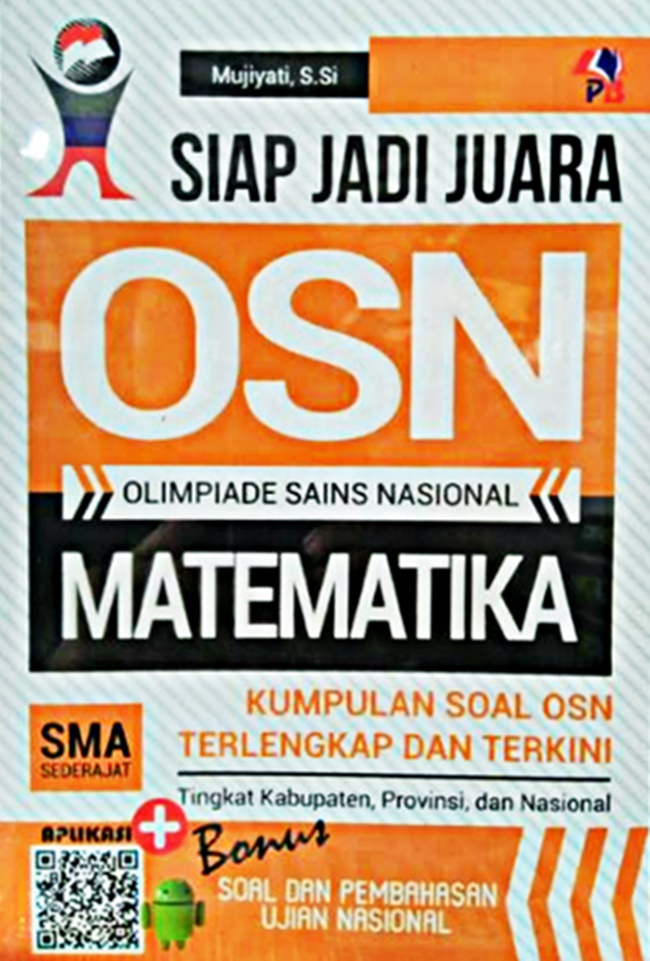 Mujiyati, S.Si
PB
SIAP JADI JUARA
OSN
OLIMPIADE SAINS NASIONAL
MATEMATIKA
KUMPULAN SOAL OSN
TERLENGKAP DAN TERKINI
SMA
SEDERAJAT
Tingkat Kabupaten, Provinsi, dan Nasional
APLIKASI
+
Bonus
SOAL DAN PEMBAHASAN
UJIAN NASIONAL